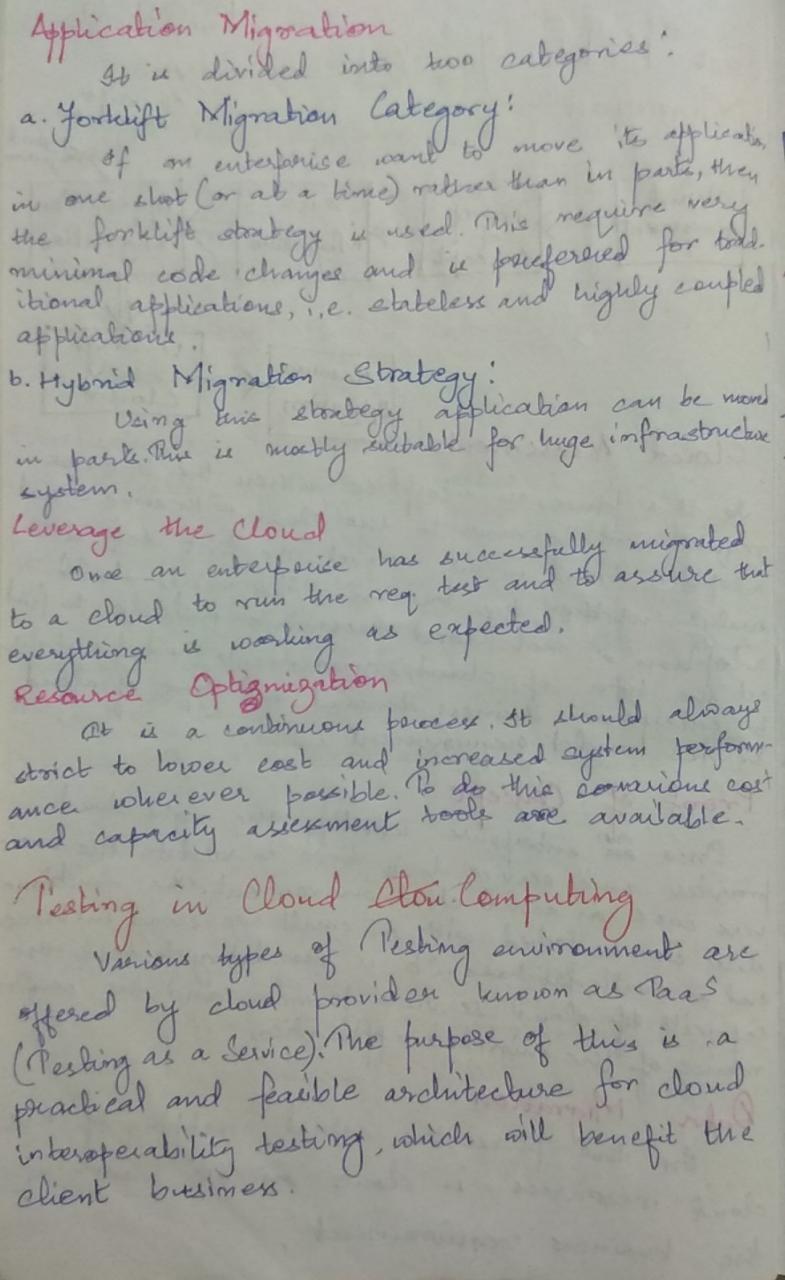 Application Migration
It is divided into two categories:
a. Forklift Migration Category:
If an enterprise want to move its applicatn,
in one shot (or at a time) rather than in parts, then
the forklift strategy is used. This require very
minimal code changes and is preferred for trad-
itional applications, i.e. stateless and highly coupled
applications.
b. Hybrid Migration Strategy:
Using this strategy application can be moved
in parts. This is mostly suitable for huge infrastructure
system.
Leverage the Cloud
Once an enterprise has successfully migrated
to a cloud to run the req. test and to assure that
everything is working as expected.
Resource Optigmization
It is a continuous process. It should always
strict to lower cost and increased system perform-
ance wherever possible. To do this various cost
and capacity assessment tools are available.
Testing in Cloud Computing
Various types of Testing environment are
offered by cloud provider known as TaaS
(Testing as a Service). The purpose of this is a
practical and feasible architecture for cloud
interoperability testing, which will benefit the
client business.